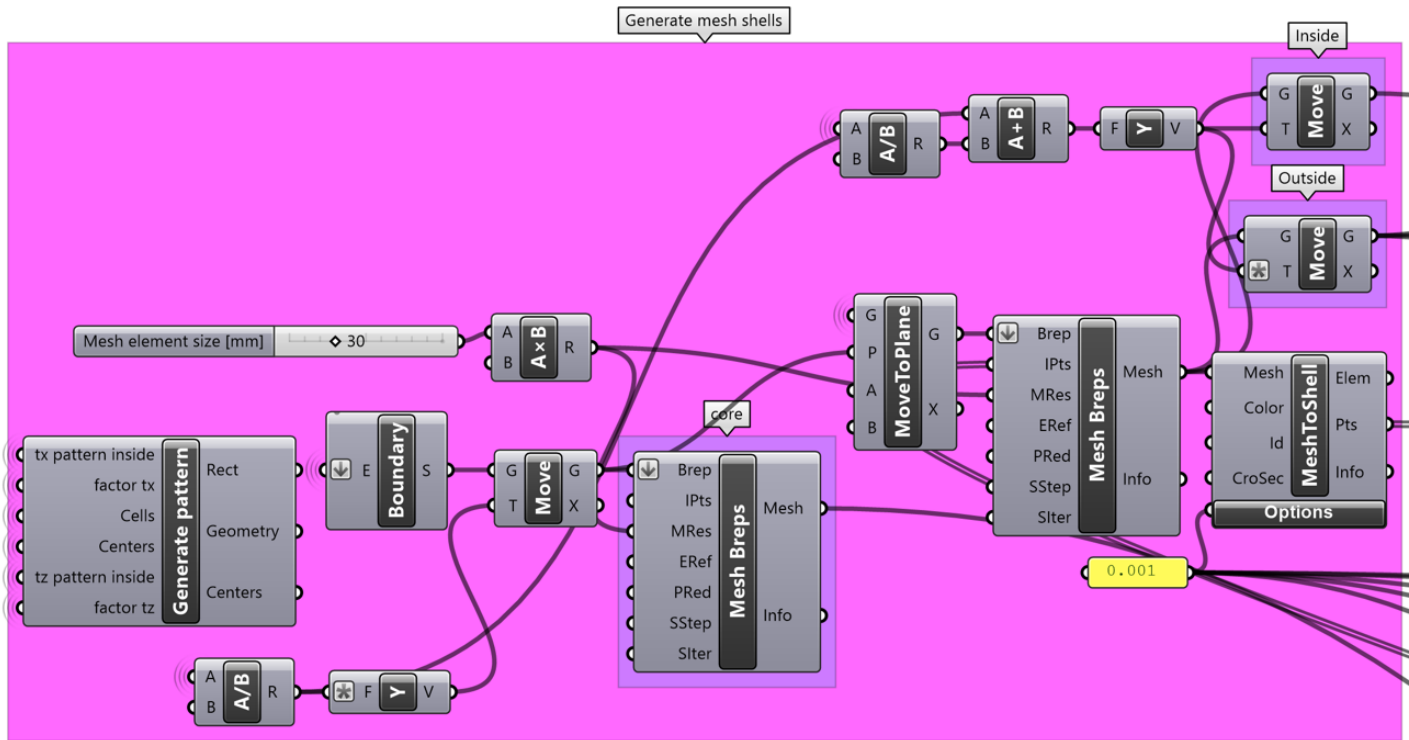 Generate mesh shells
Inside
G Move G
T X
A A/B R
B
A A+B R
B
F Y V
Outside
G Move G
T X
Mesh element size [mm] 30
A A×B R
B
G MoveToPlane G
P
A X
B
Brep Mesh Breps Mesh
IPts
MRes
ERef
PRed Info
SStep
SIter
Mesh MeshToShell Elem
Color Pts
Id
CroSec Info
Options
tx pattern inside Generate pattern Rect
factor tx
Cells Geometry
Centers
tz pattern inside Centers
factor tz
E Boundary S
G Move G
T X
core
Brep Mesh Breps Mesh
IPts
MRes
ERef
PRed Info
SStep
SIter
0.001
A A/B R
B
F Y V